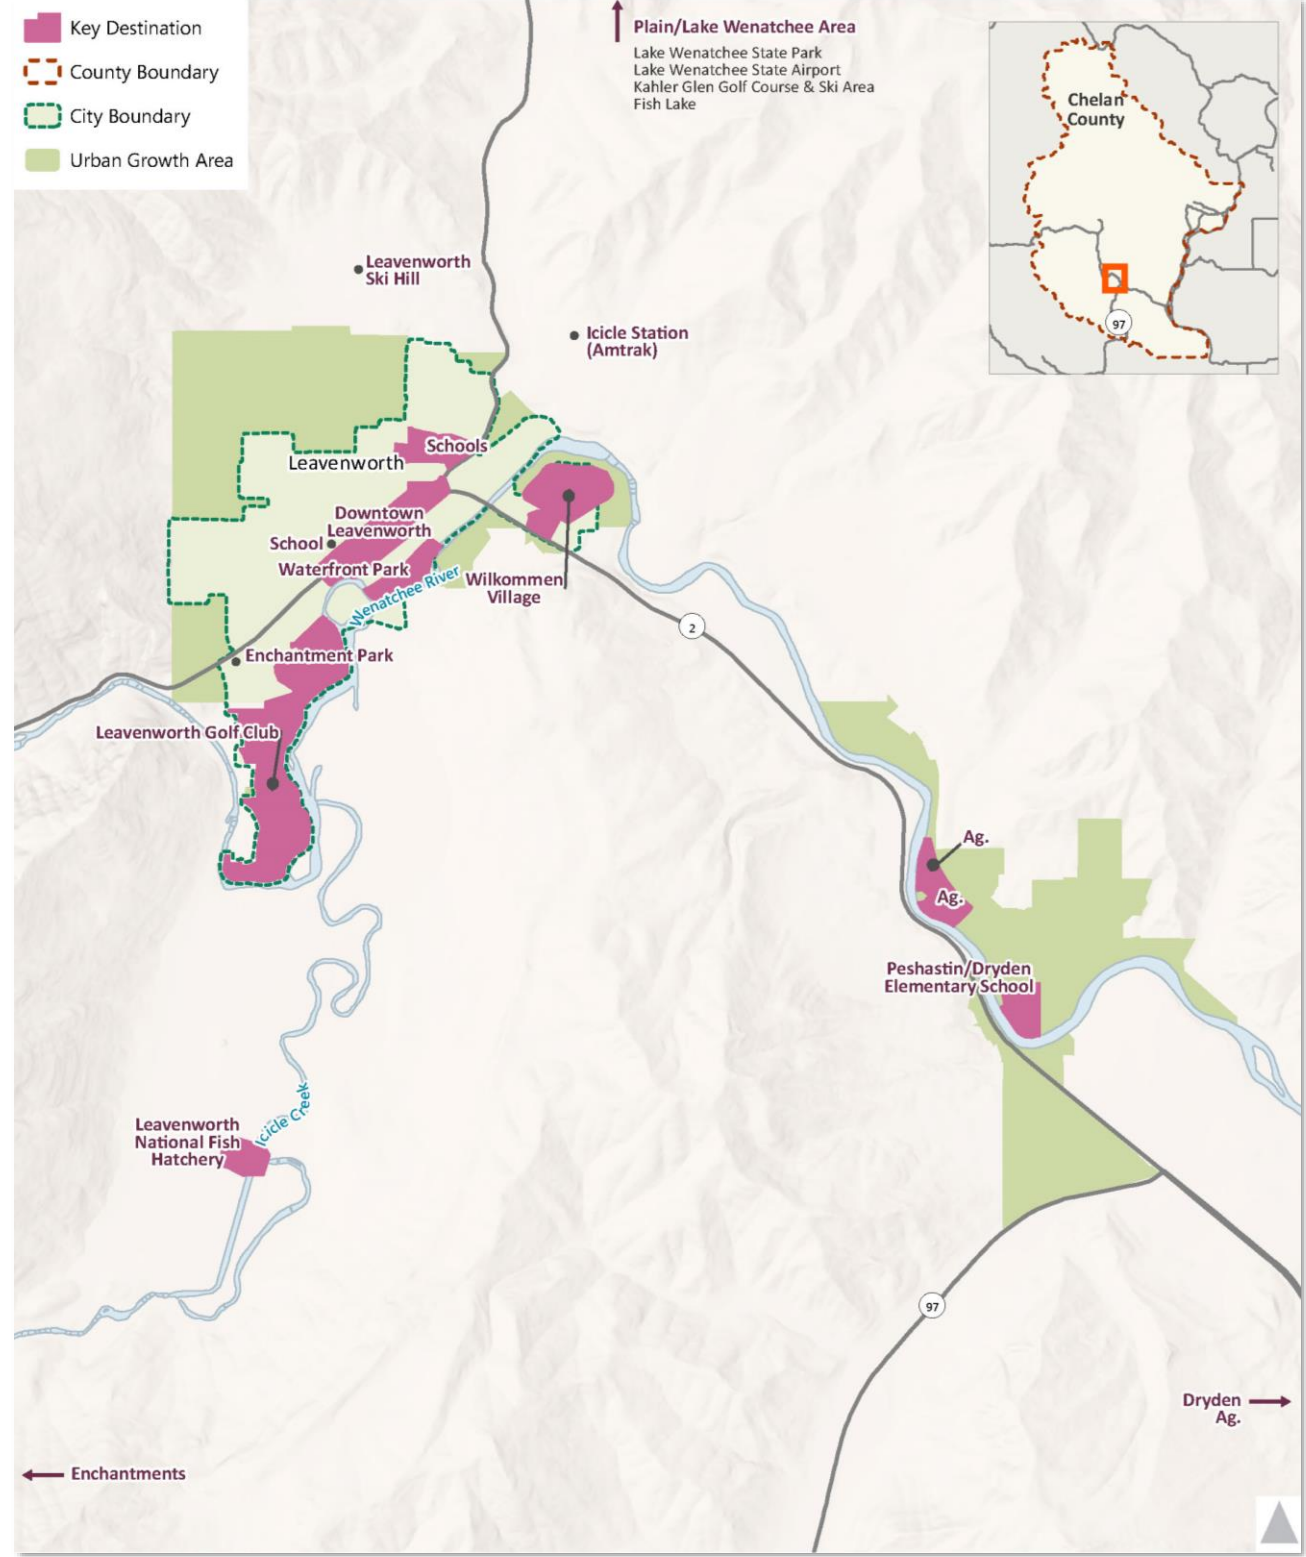 Key Destination
County Boundary
City Boundary
Urban Growth Area
Plain/Lake Wenatchee Area
Lake Wenatchee State Park
Lake Wenatchee State Airport
Kahler Glen Golf Course & Ski Area
Fish Lake
Chelan
County
97
Leavenworth
Ski Hill
Icicle Station
(Amtrak)
Schools
Leavenworth
Downtown
Leavenworth
School
Waterfront Park
Wenatchee River
Wilkommen
Village
2
Enchantment Park
Leavenworth Golf Club
Ag.
Ag.
Peshastin/Dryden
Elementary School
Icicle Creek
Leavenworth
National Fish
Hatchery
97
Dryden
Ag.
Enchantments